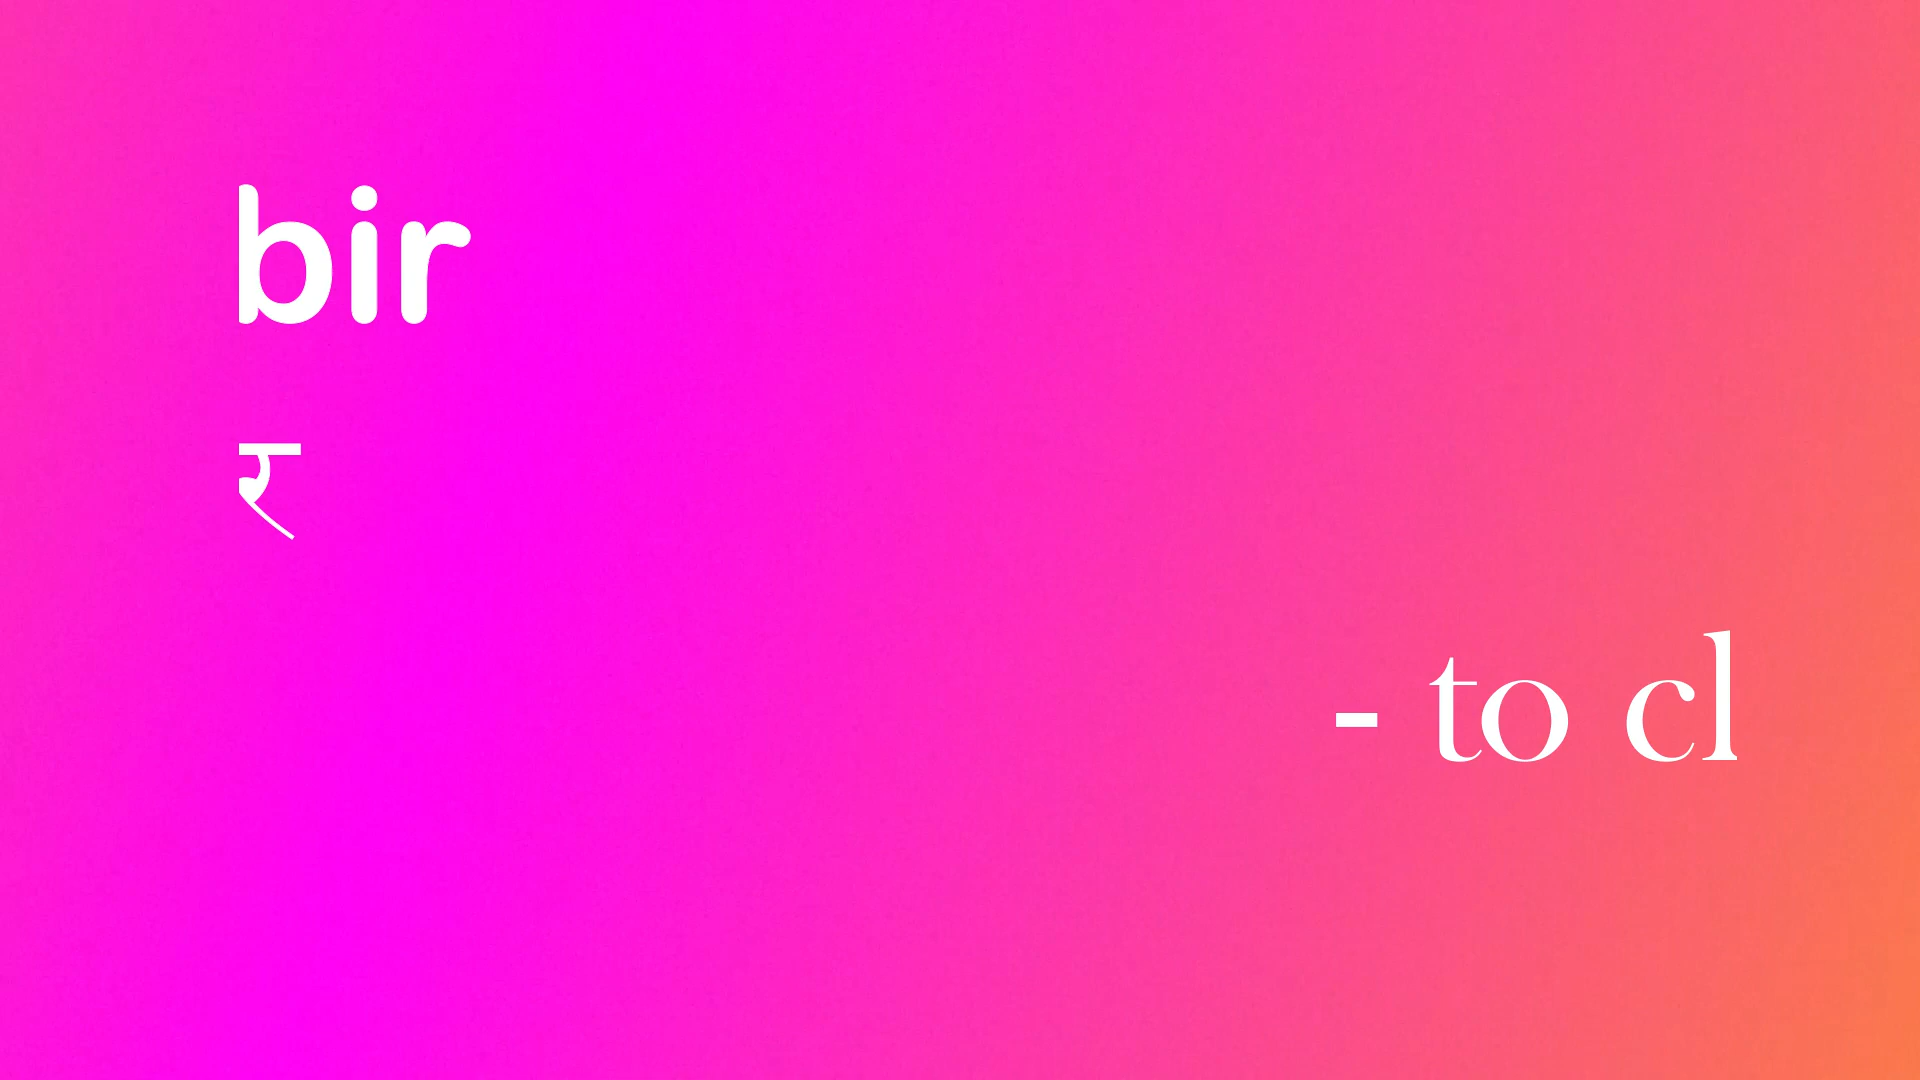 bir
र
- to cl